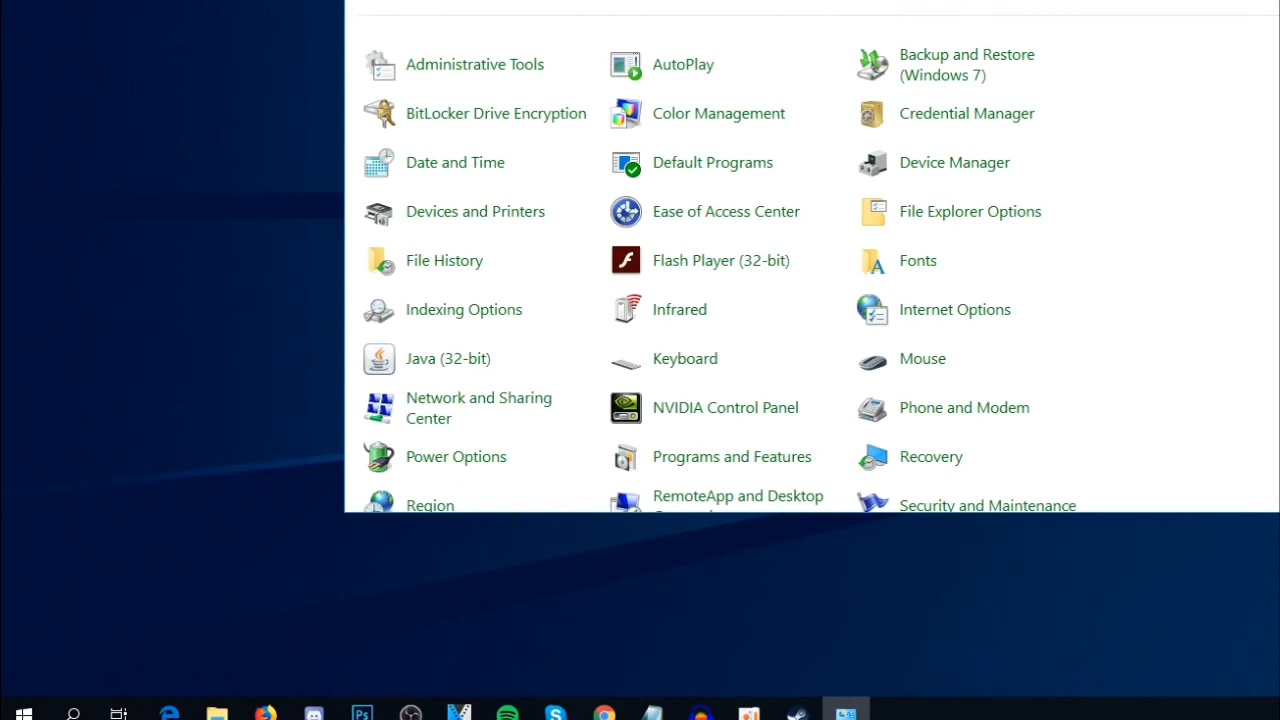 Administrative Tools
AutoPlay
Backup and Restore
(Windows 7)
BitLocker Drive Encryption
Color Management
Credential Manager
Date and Time
Default Programs
Device Manager
Devices and Printers
Ease of Access Center
File Explorer Options
File History
Flash Player (32-bit)
Fonts
Indexing Options
Infrared
Internet Options
Java (32-bit)
Keyboard
Mouse
Network and Sharing
Center
NVIDIA Control Panel
Phone and Modem
Power Options
Programs and Features
Recovery
Region
RemoteApp and Desktop
Security and Maintenance
Ps